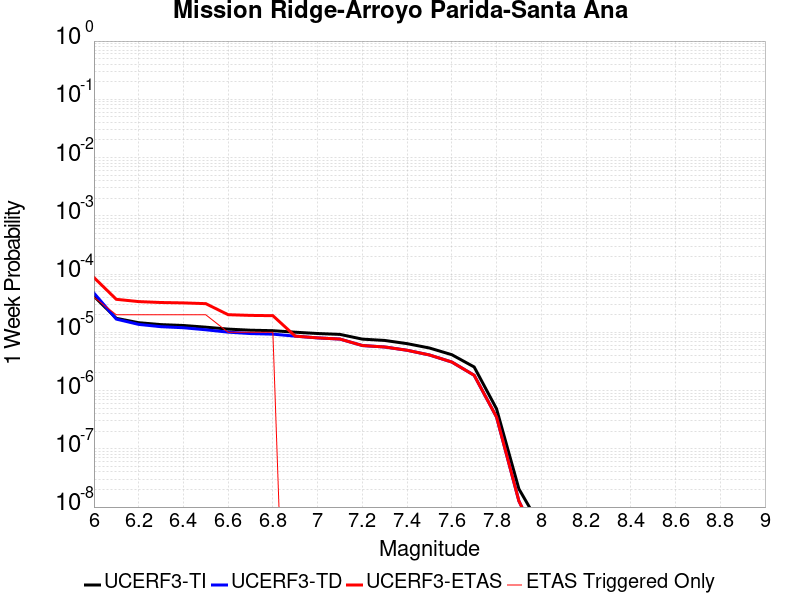 Mission Ridge-Arroyo Parida-Santa Ana
10^0
10^-1
10^-2
10^-3
10^-4
10^-5
10^-6
10^-7
10^-8
1 Week Probability
6 6.2 6.4 6.6 6.8 7 7.2 7.4 7.6 7.8 8 8.2 8.4 8.6 8.8 9
Magnitude
UCERF3-TI UCERF3-TD UCERF3-ETAS ETAS Triggered Only